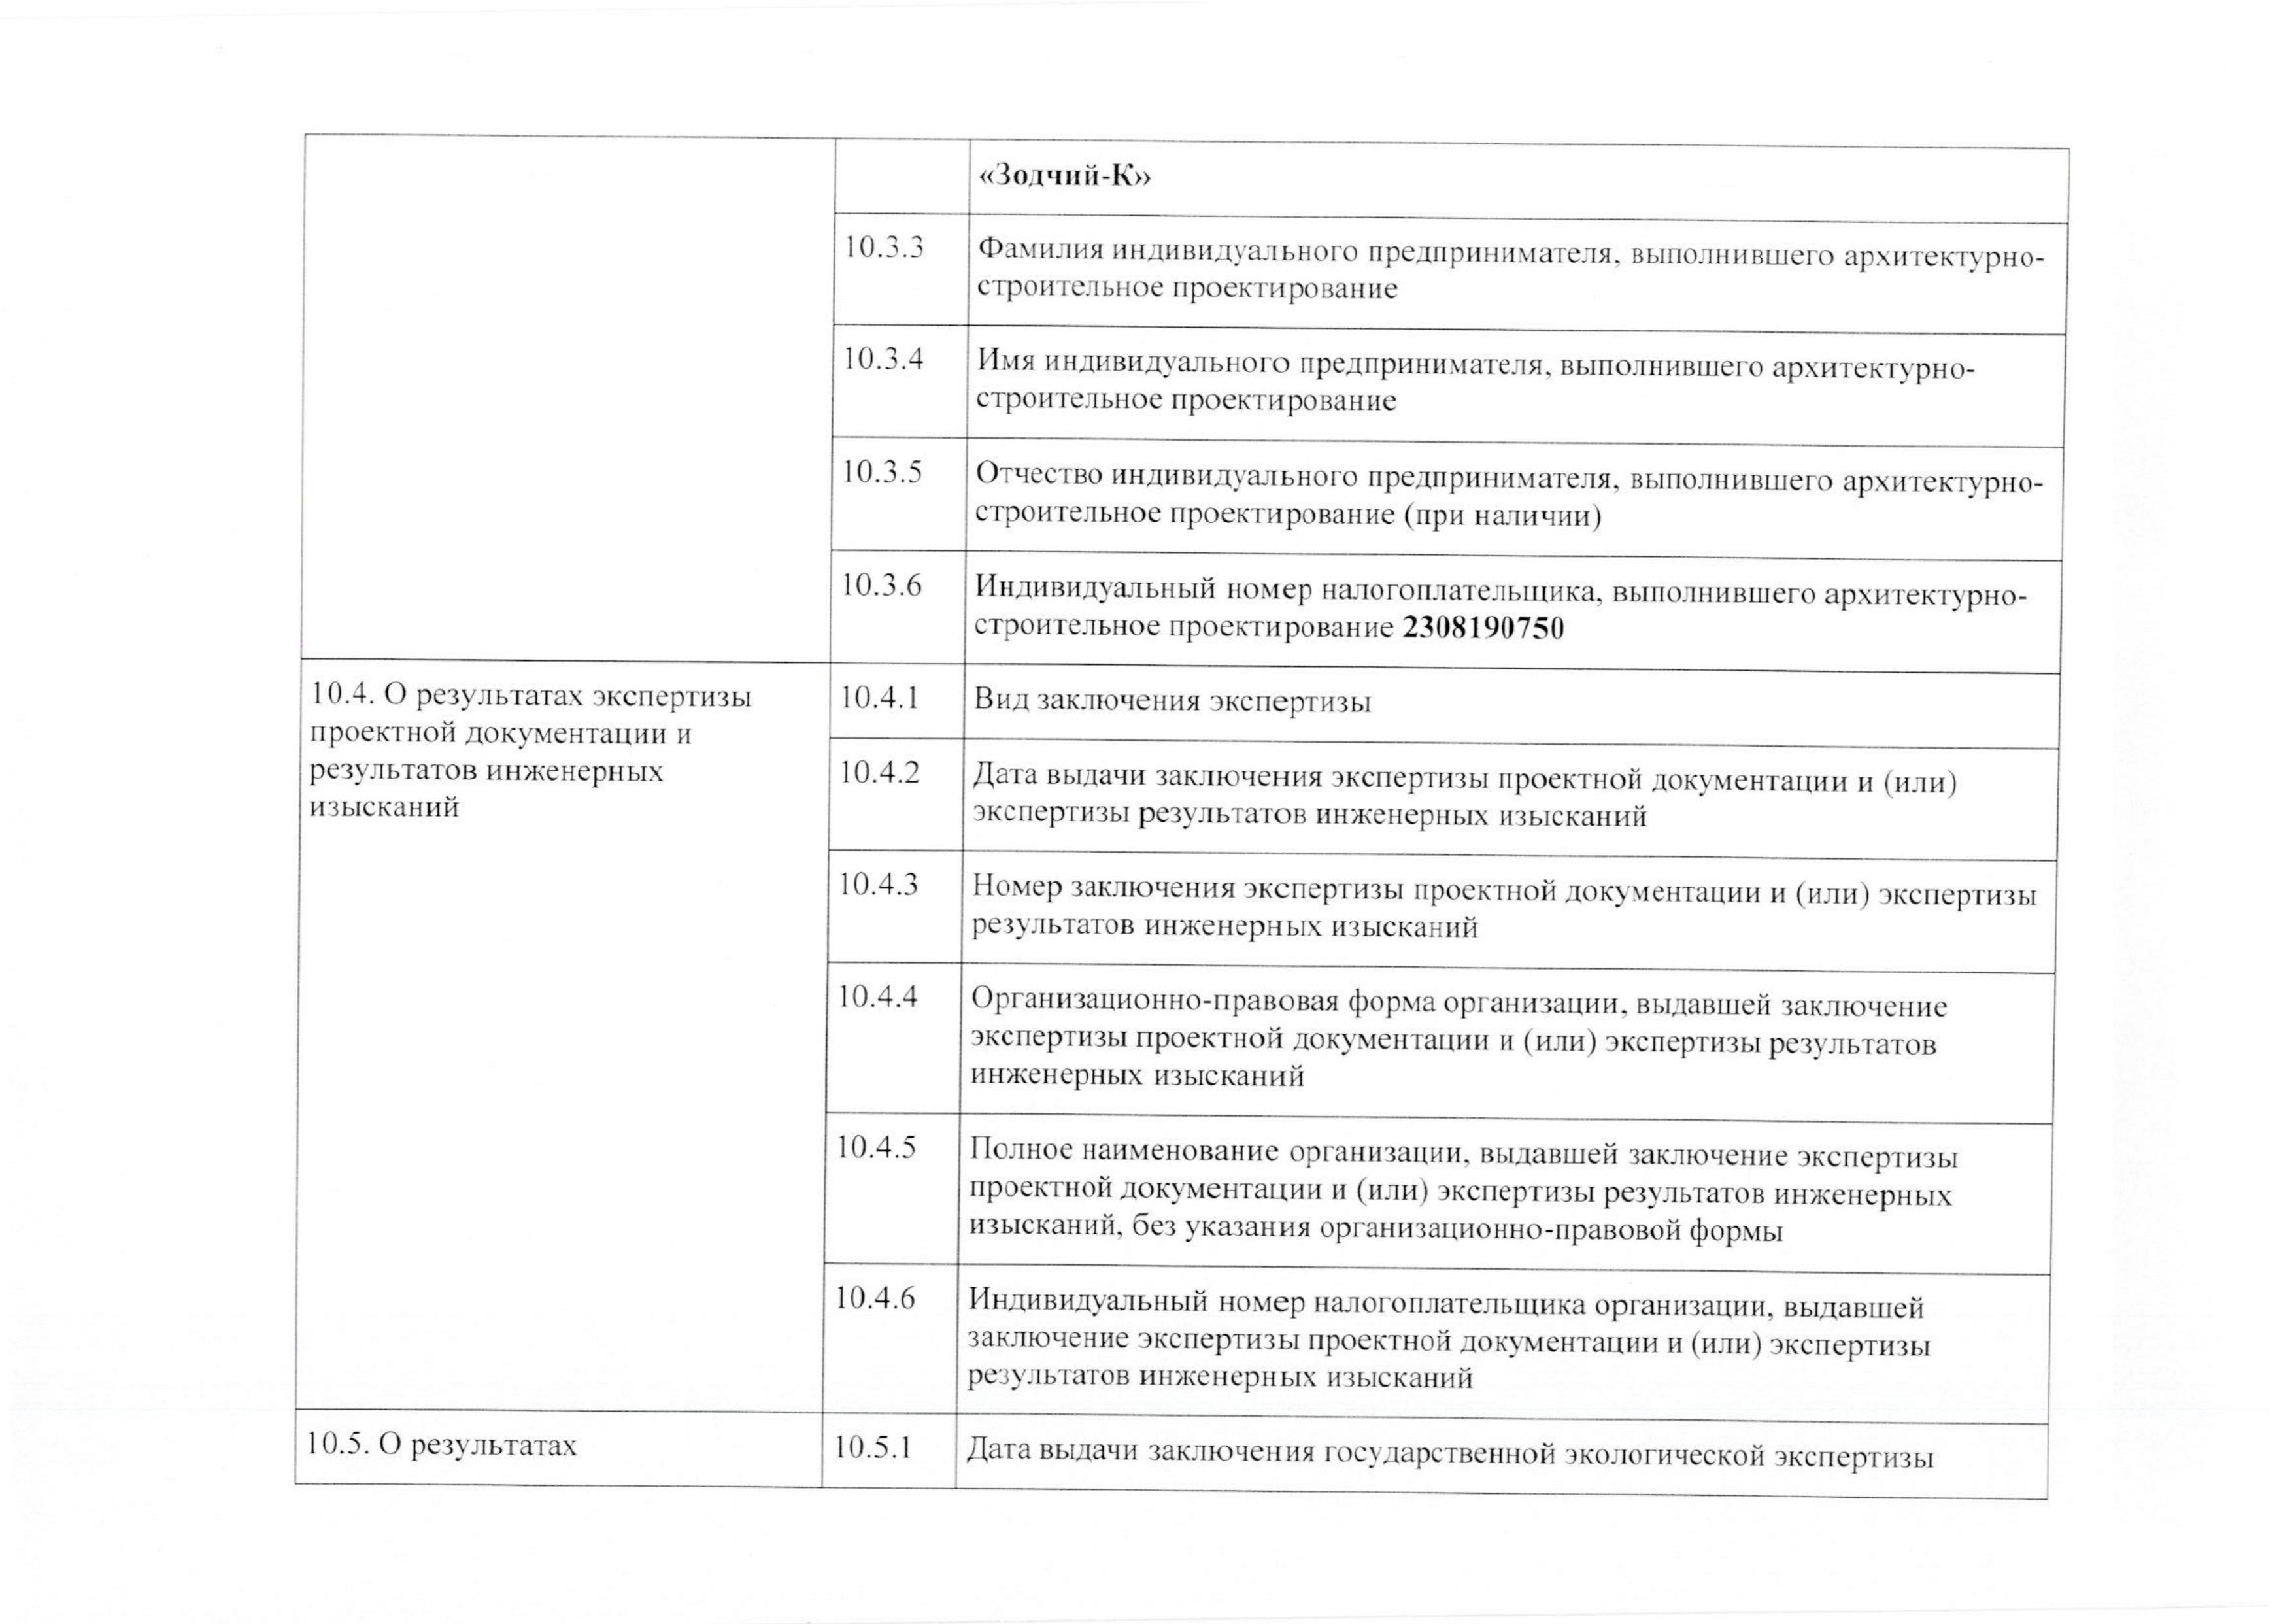 «Зодчий-К»
10.3.3
Фамилия индивидуального предпринимателя, выполнившего архитектурно-
строительное проектирование
10.3.4
Имя индивидуального предпринимателя, выполнившего архитектурно-
строительное проектирование
10.3.5
Отчество индивидуального предпринимателя, выполнившего архитектурно-
строительное проектирование (при наличии)
10.3.6
Индивидуальный номер налогоплательщика, выполнившего архитектурно-
строительное проектирование 2308190750
10.4. О результатах экспертизы
проектной документации и
результатов инженерных
изысканий
10.4.1
Вид заключения экспертизы
10.4.2
Дата выдачи заключения экспертизы проектной документации и (или)
экспертизы результатов инженерных изысканий
10.4.3
Номер заключения экспертизы проектной документации и (или) экспертизы
результатов инженерных изысканий
10.4.4
Организационно-правовая форма организации, выдавшей заключение
экспертизы проектной документации и (или) экспертизы результатов
инженерных изысканий
10.4.5
Полное наименование организации, выдавшей заключение экспертизы
проектной документации и (или) экспертизы результатов инженерных
изысканий, без указания организационно-правовой формы
10.4.6
Индивидуальный номер налогоплательщика организации, выдавшей
заключение экспертизы проектной документации и (или) экспертизы
результатов инженерных изысканий
10.5. О результатах
10.5.1
Дата выдачи заключения государственной экологической экспертизы